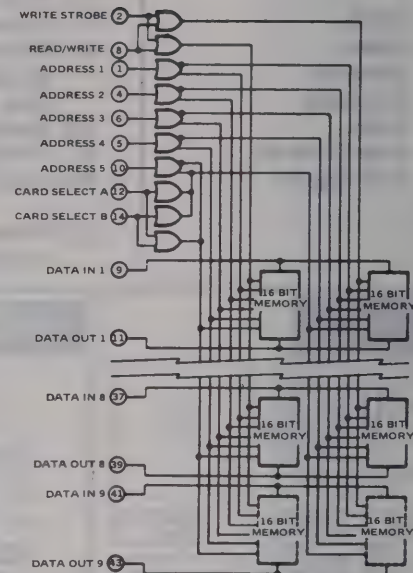 WRITE STROBE 2
READ/WRITE 8
ADDRESS 1 1
ADDRESS 2 4
ADDRESS 3 6
ADDRESS 4 5
ADDRESS 5 10
CARD SELECT A 12
CARD SELECT B 14
DATA IN 1 9
16 BIT MEMORY
16 BIT MEMORY
DATA OUT 1 11
DATA IN 8 37
16 BIT MEMORY
16 BIT MEMORY
DATA OUT 8 39
DATA IN 9 41
16 BIT MEMORY
16 BIT MEMORY
DATA OUT 9 43